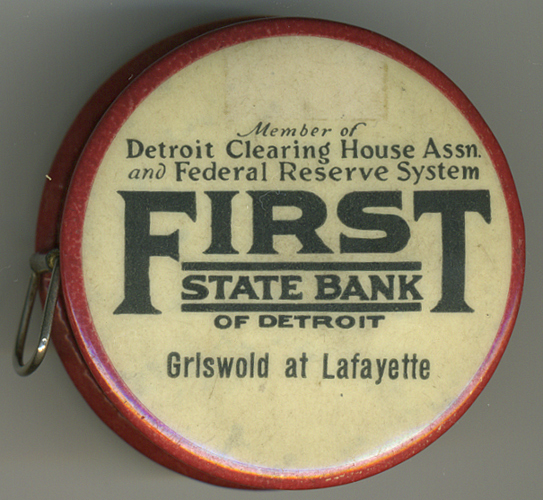 Member of
Detroit Clearing House Assn.
and Federal Reserve System
FIRST
STATE BANK
OF DETROIT
Griswold at Lafayette